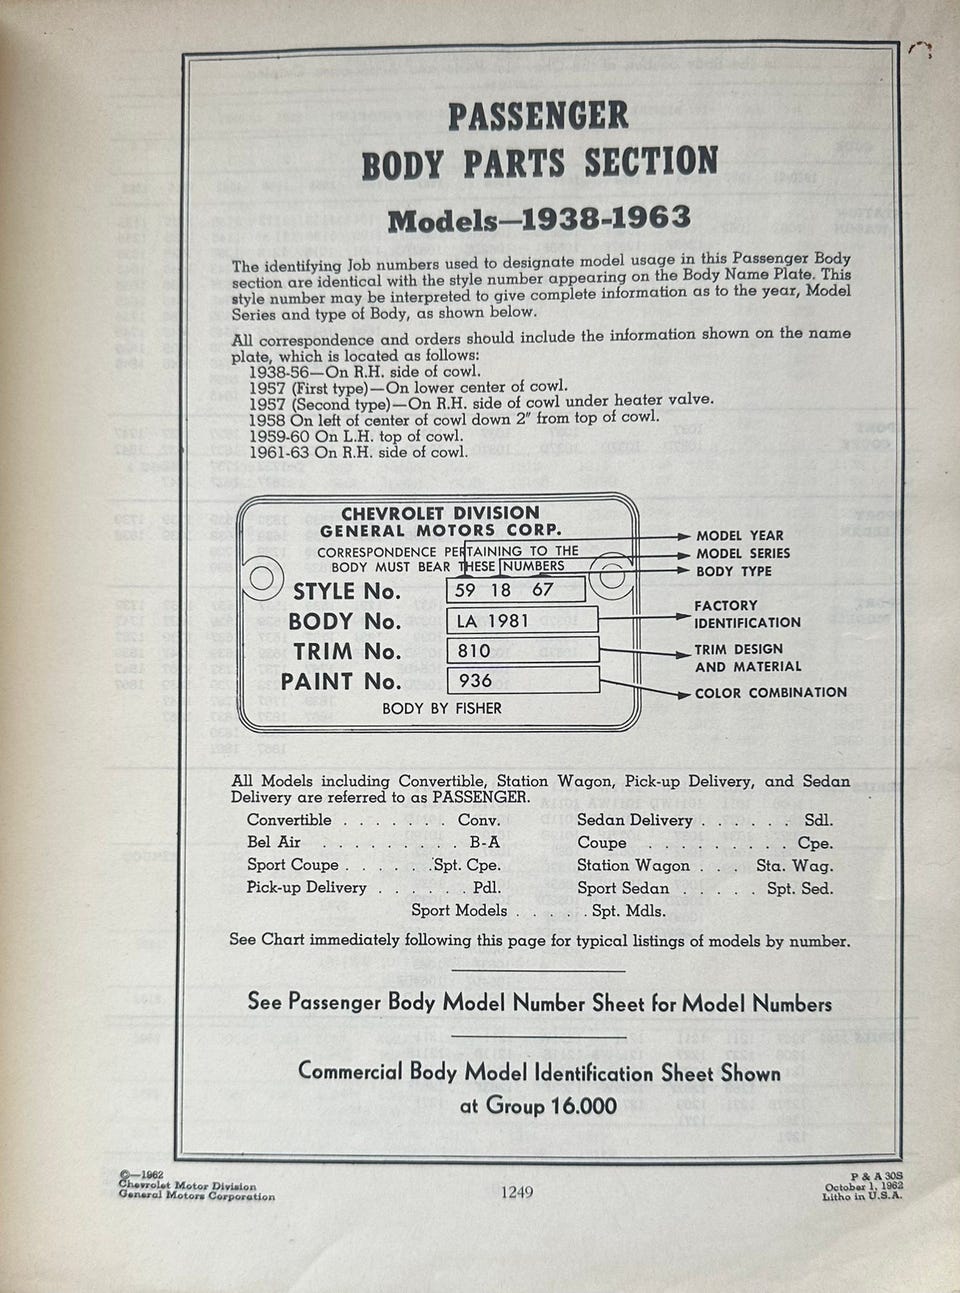 PASSENGER
BODY PARTS SECTION
Models—1938-1963
The identifying Job numbers used to designate model usage in this Passenger Body
section are identical with the style number appearing on the Body Name Plate. This
style number may be interpreted to give complete information as to the year, Model
Series and type of Body, as shown below.
All correspondence and orders should include the information shown on the name
plate, which is located as follows:
1938-56—On R.H. side of cowl.
1957 (First type)—On lower center of cowl.
1957 (Second type)—On R.H. side of cowl under heater valve.
1958 On left of center of cowl down 2″ from top of cowl.
1959-60 On L.H. top of cowl.
1961-63 On R.H. side of cowl.
CHEVROLET DIVISION
GENERAL MOTORS CORP.
CORRESPONDENCE PERTAINING TO THE
BODY MUST BEAR THESE NUMBERS
STYLE No. 59 18 67
BODY No. LA 1981
TRIM No. 810
PAINT No. 936
BODY BY FISHER
MODEL YEAR
MODEL SERIES
BODY TYPE
FACTORY
IDENTIFICATION
TRIM DESIGN
AND MATERIAL
COLOR COMBINATION
All Models including Convertible, Station Wagon, Pick-up Delivery, and Sedan
Delivery are referred to as PASSENGER.
Convertible . . . . . . . Conv. Sedan Delivery . . . . . . Sdl.
Bel Air . . . . . . . . . B-A Coupe . . . . . . . . . Cpe.
Sport Coupe . . . . . . Spt. Cpe. Station Wagon . . . Sta. Wag.
Pick-up Delivery . . . . . . Pdl. Sport Sedan . . . . . Spt. Sed.
Sport Models . . . . . Spt. Mdls.
See Chart immediately following this page for typical listings of models by number.
See Passenger Body Model Number Sheet for Model Numbers
Commercial Body Model Identification Sheet Shown
at Group 16.000
©—1962
Chevrolet Motor Division
General Motors Corporation
1249
P & A 30S
October 1, 1962
Litho in U.S.A.